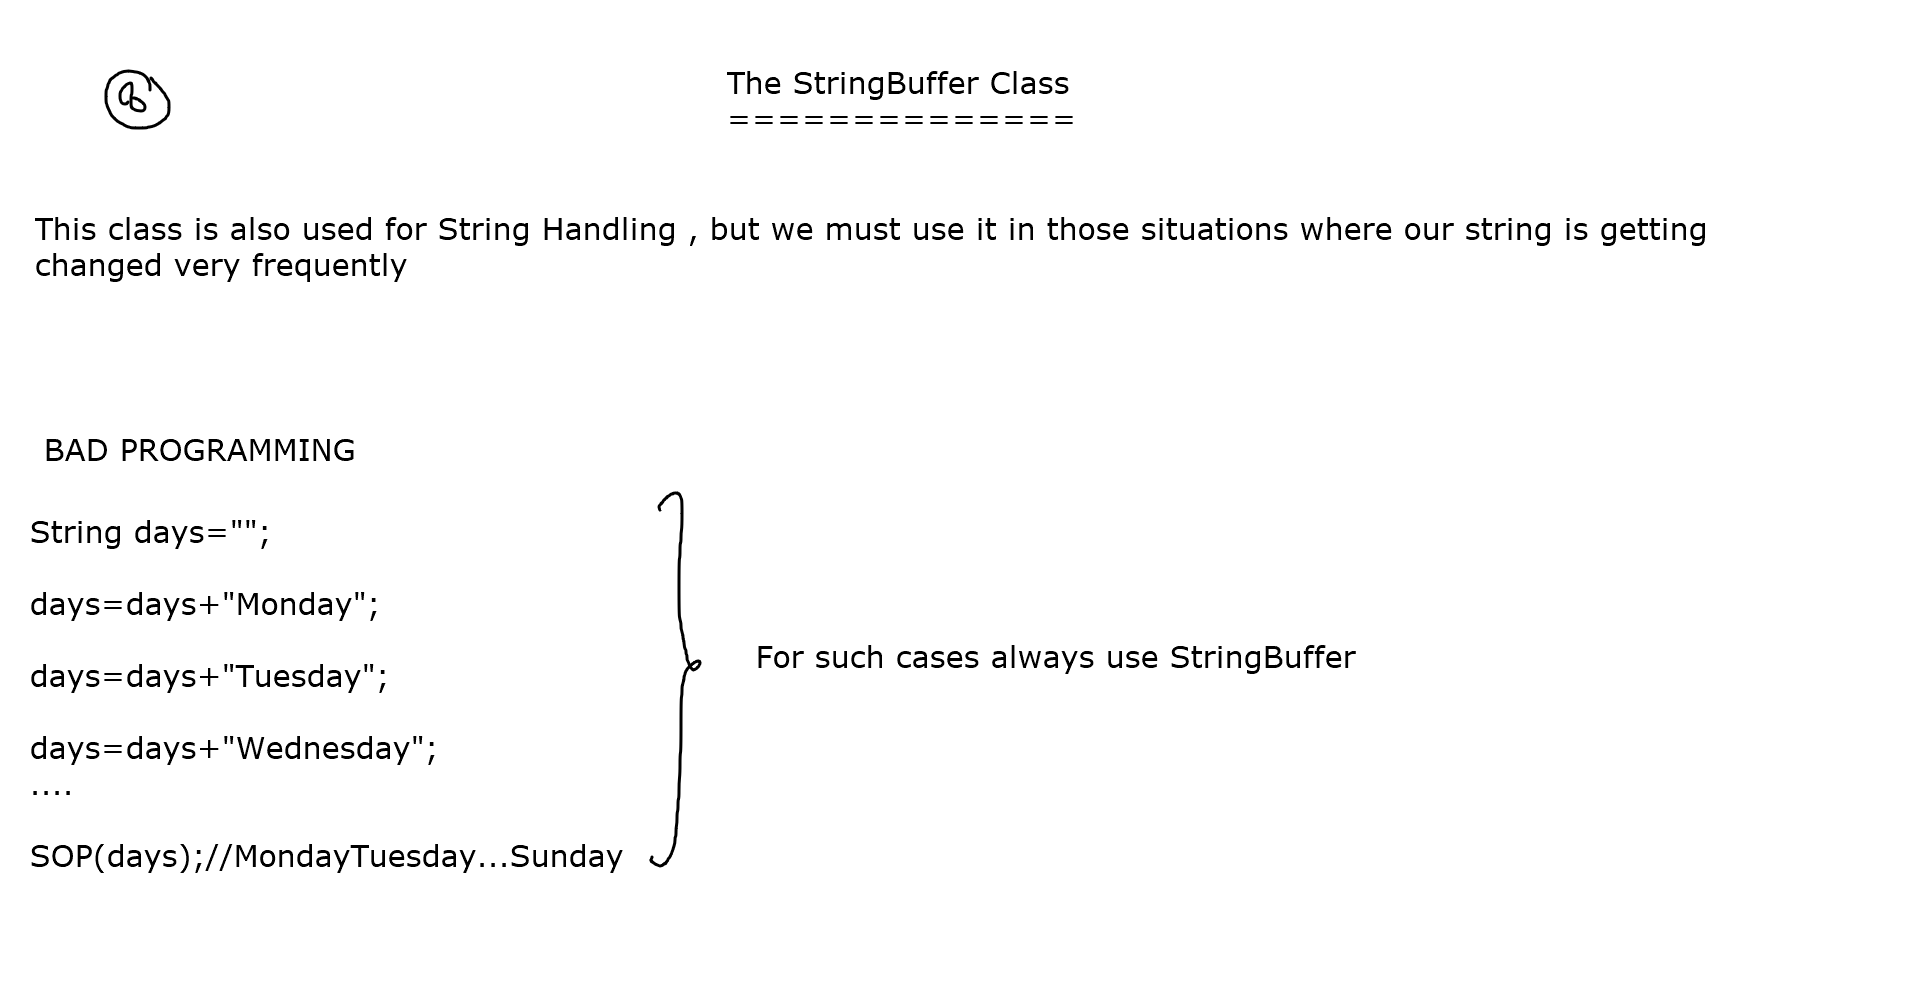 The StringBuffer Class
==============
This class is also used for String Handling , but we must use it in those situations where our string is getting
changed very frequently
BAD PROGRAMMING
String days="";
days=days+"Monday";
days=days+"Tuesday";
For such cases always use StringBuffer
days=days+"Wednesday";
....
SOP(days);//MondayTuesday...Sunday